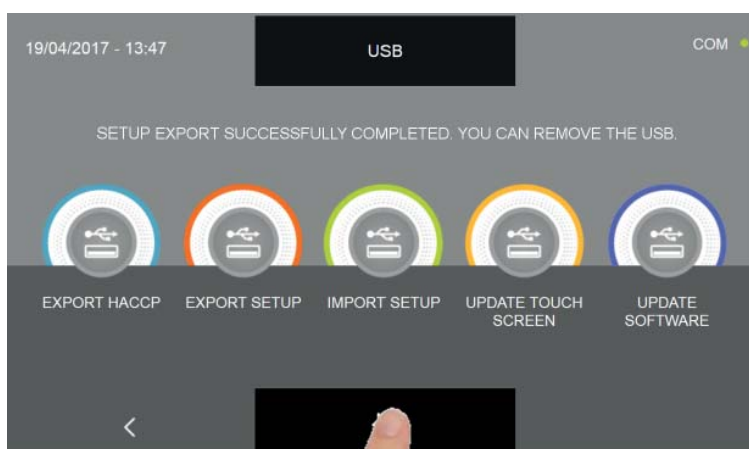 19/04/2017 - 13:47
USB
COM
SETUP EXPORT SUCCESSFULLY COMPLETED. YOU CAN REMOVE THE USB.
EXPORT HACCP
EXPORT SETUP
IMPORT SETUP
UPDATE TOUCH
SCREEN
UPDATE
SOFTWARE